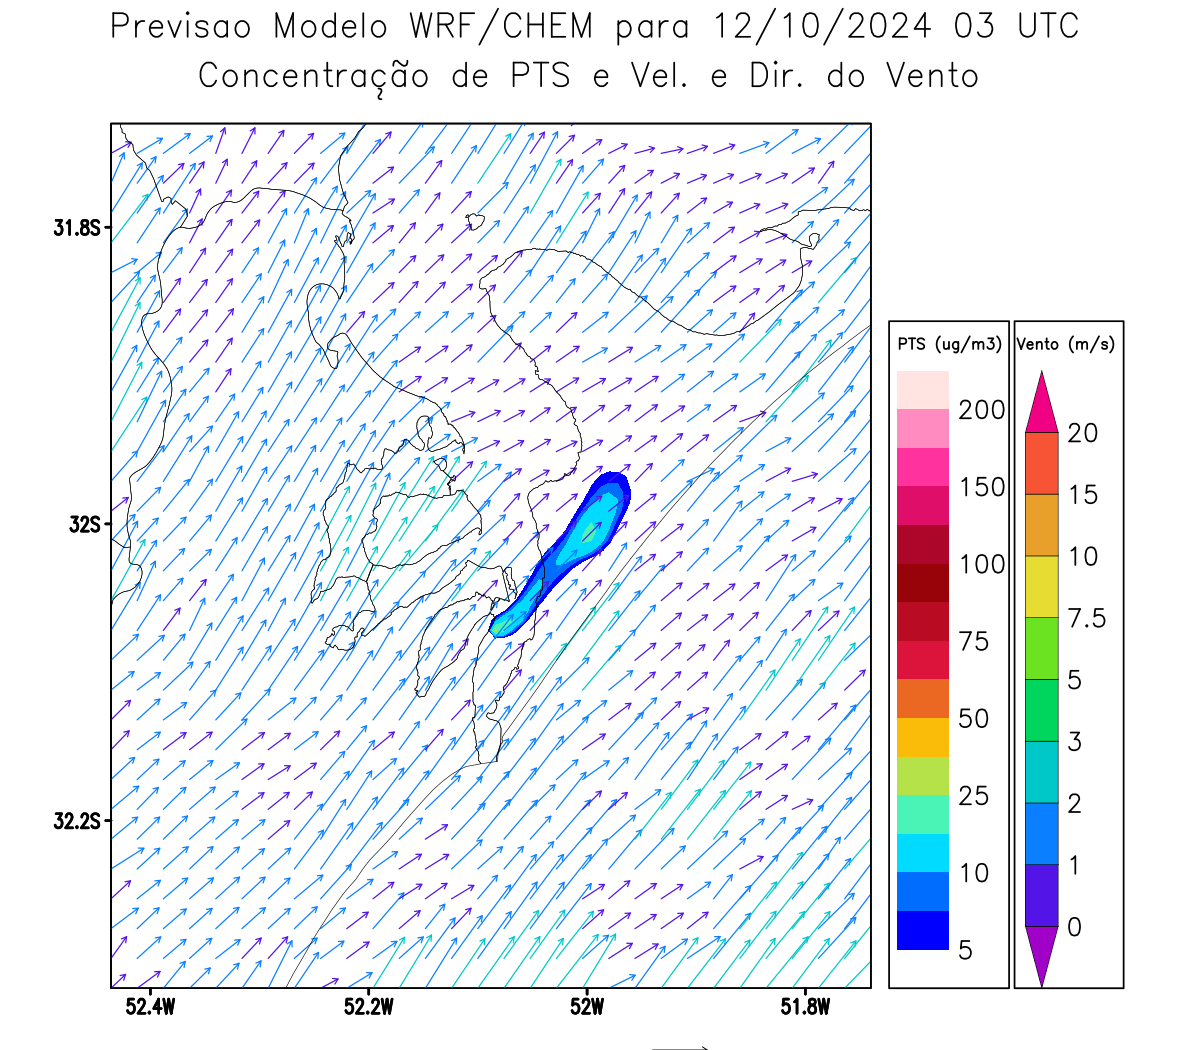 Previsao Modelo WRF/CHEM para 12/10/2024 03 UTC
Concentração de PTS e Vel. e Dir. do Vento
31.8S
32S
32.2S
52.4W
52.2W
52W
51.8W
PTS (ug/m3)
200
150
100
75
50
25
10
5
Vento (m/s)
20
15
10
7.5
5
3
2
1
0